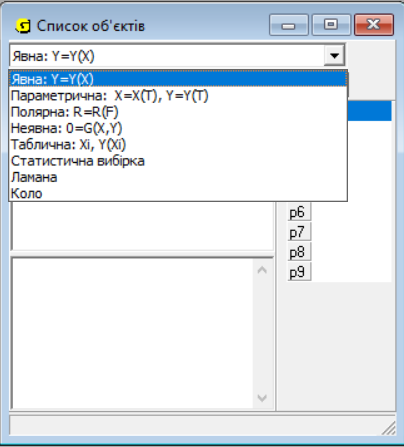 Список об'єктів
Явна: Y=Y(X)
Явна: Y=Y(X)
Параметрична: X=X(T), Y=Y(T)
Полярна: R=R(F)
Неявна: 0=G(X,Y)
Таблична: Xi, Y(Xi)
Статистична вибірка
Ламана
Коло
p6
p7
p8
p9